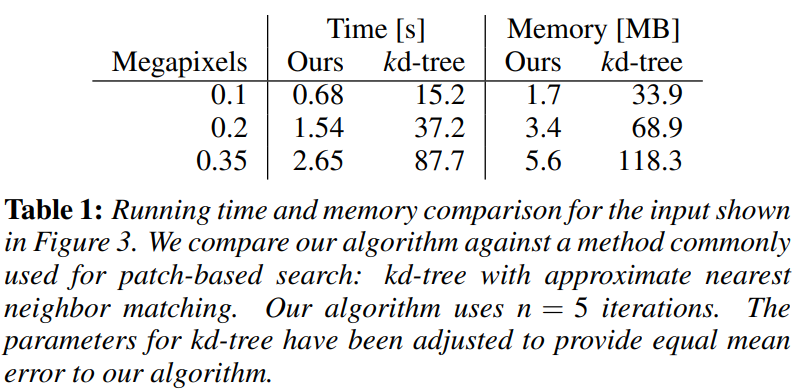 Time [s] Memory [MB]
Megapixels Ours kd-tree Ours kd-tree
0.1 0.68 15.2 1.7 33.9
0.2 1.54 37.2 3.4 68.9
0.35 2.65 87.7 5.6 118.3
Table 1: Running time and memory comparison for the input shown
in Figure 3. We compare our algorithm against a method commonly
used for patch-based search: kd-tree with approximate nearest
neighbor matching. Our algorithm uses n = 5 iterations. The
parameters for kd-tree have been adjusted to provide equal mean
error to our algorithm.